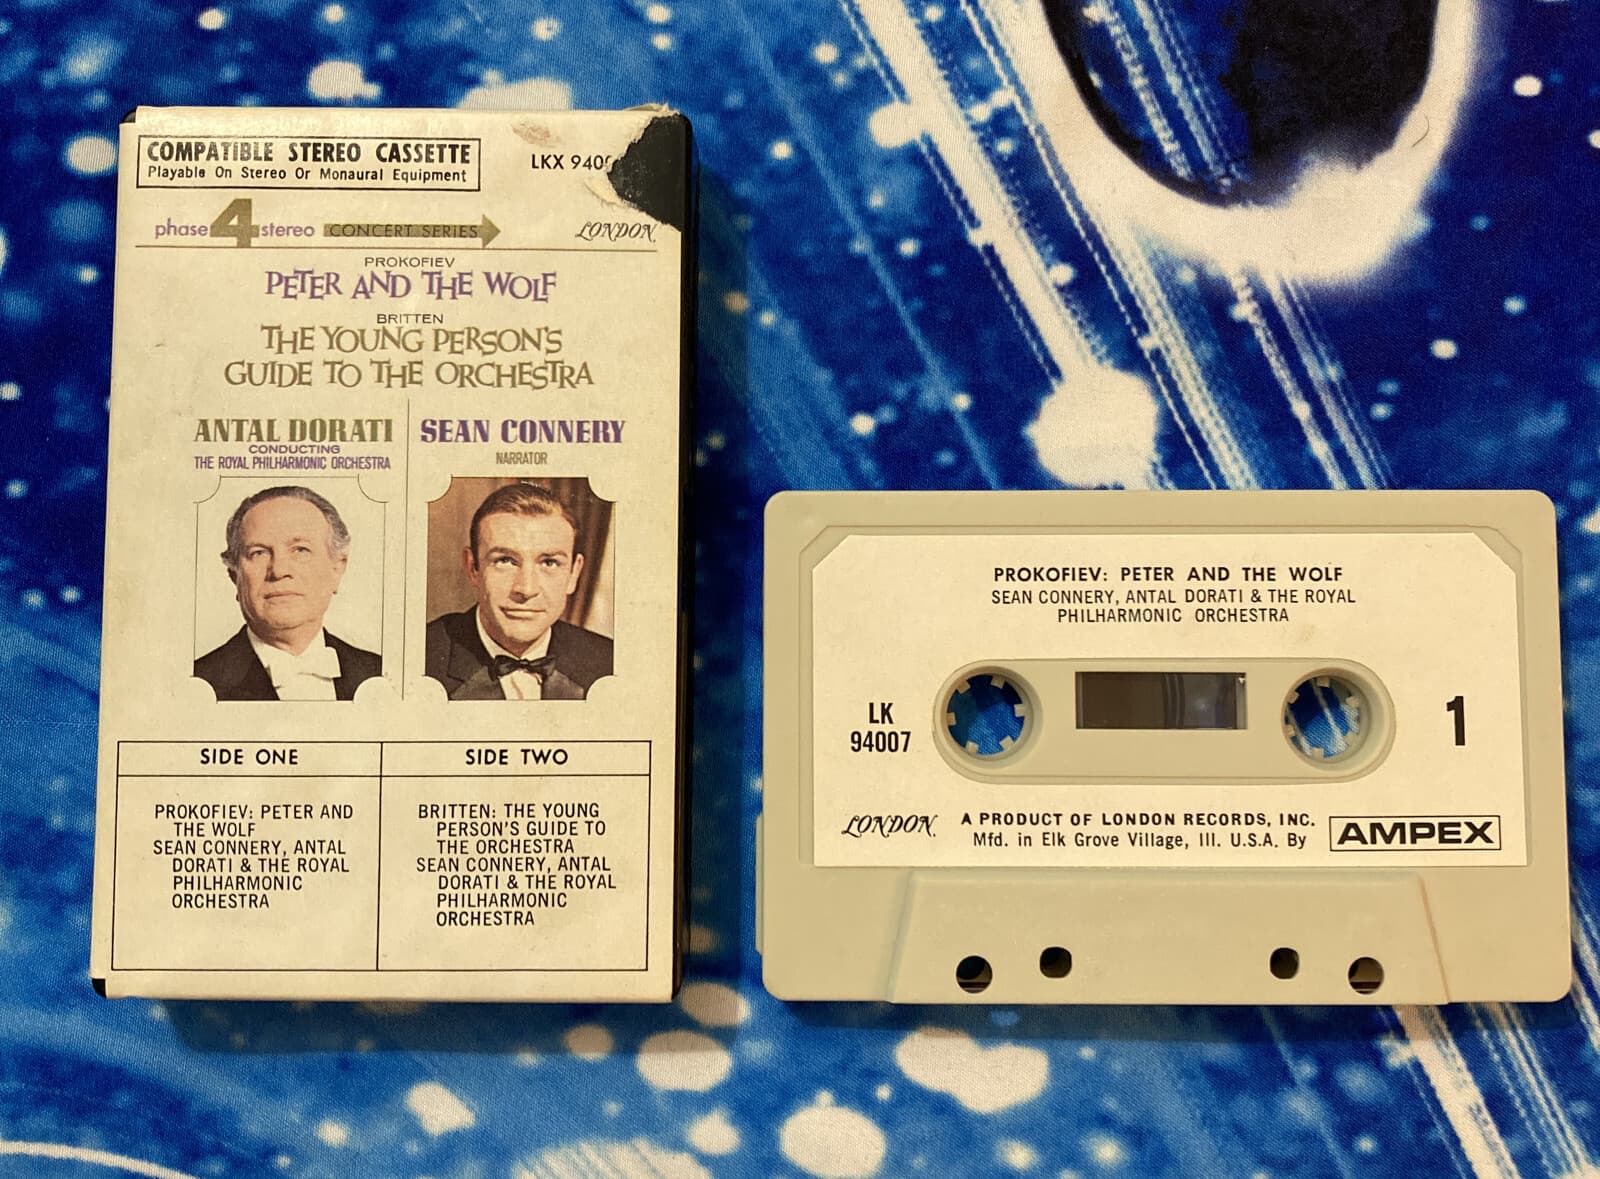 COMPATIBLE STEREO CASSETTE
Playable On Stereo Or Monaural Equipment
LKX
phase 4 stereo CONCERT SERIES
LONDON
PROKOFIEV
PETER AND THE WOLF
BRITTEN
THE YOUNG PERSON'S
GUIDE TO THE ORCHESTRA
ANTAL DORATI
CONDUCTING
THE ROYAL PHILHARMONIC ORCHESTRA
SEAN CONNERY
NARRATOR
SIDE ONE
PROKOFIEV: PETER AND
THE WOLF
SEAN CONNERY, ANTAL
DORATI & THE ROYAL
PHILHARMONIC
ORCHESTRA
SIDE TWO
BRITTEN: THE YOUNG
PERSON'S GUIDE TO
THE ORCHESTRA
SEAN CONNERY, ANTAL
DORATI & THE ROYAL
PHILHARMONIC
ORCHESTRA
PROKOFIEV: PETER AND THE WOLF
SEAN CONNERY, ANTAL DORATI & THE ROYAL
PHILHARMONIC ORCHESTRA
LK
94007
1
LONDON
A PRODUCT OF LONDON RECORDS, INC.
Mfd. in Elk Grove Village, Ill. U.S.A. By
AMPEX